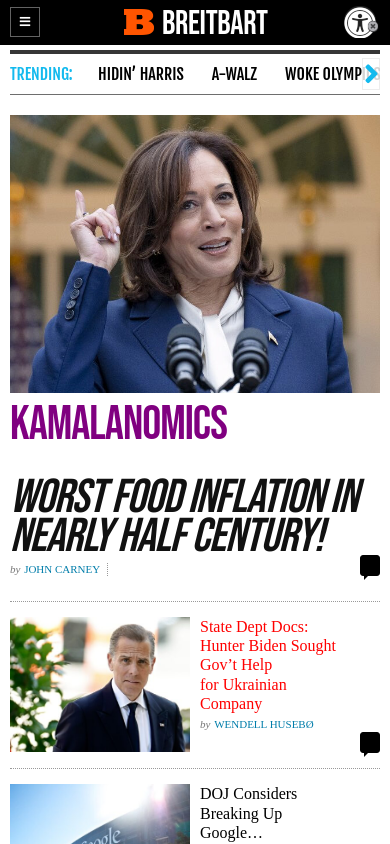 BREITBART
TRENDING: HIDIN’ HARRIS A-WALZ WOKE OLYMP
KAMALANOMICS
WORST FOOD INFLATION IN
NEARLY HALF CENTURY!
by JOHN CARNEY
State Dept Docs:
Hunter Biden Sought
Gov’t Help
for Ukrainian
Company
by WENDELL HUSEBØ
DOJ Considers
Breaking Up
Google…